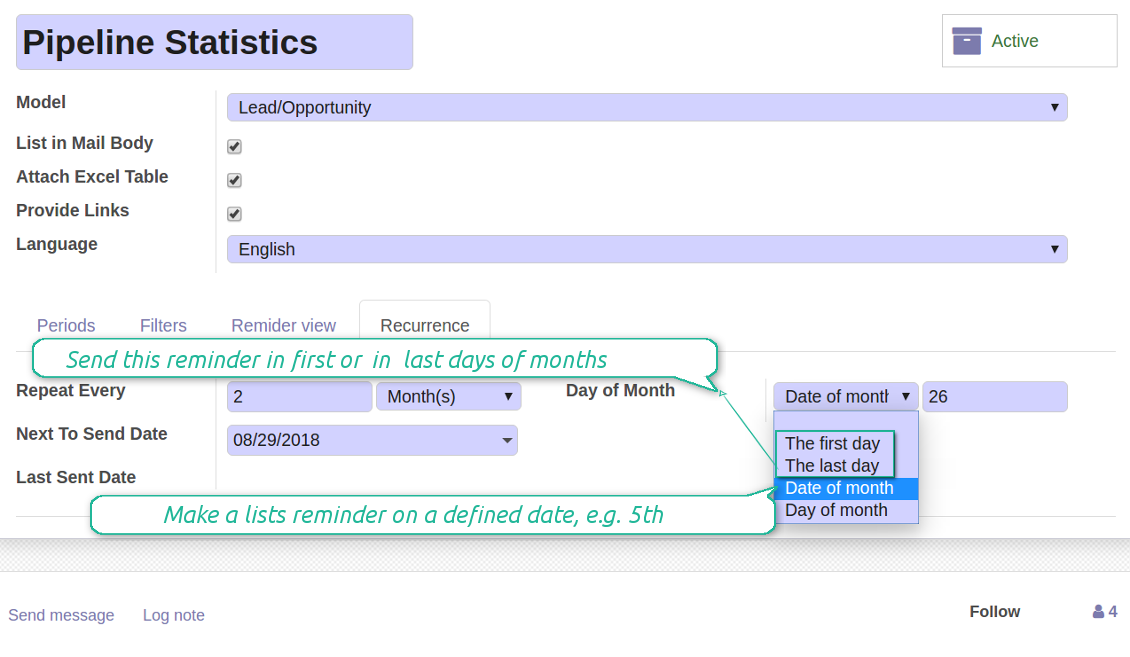 Pipeline Statistics
Active
Model
Lead/Opportunity
List in Mail Body
Attach Excel Table
Provide Links
Language
English
Periods Filters Remider view Recurrence
Send this reminder in first or in last days of months
Repeat Every
2 Month(s)
Day of Month
Date of month 26
Next To Send Date
08/29/2018
The first day
The last day
Date of month
Day of month
Last Sent Date
Make a lists reminder on a defined date, e.g. 5th
Send message Log note
Follow 4